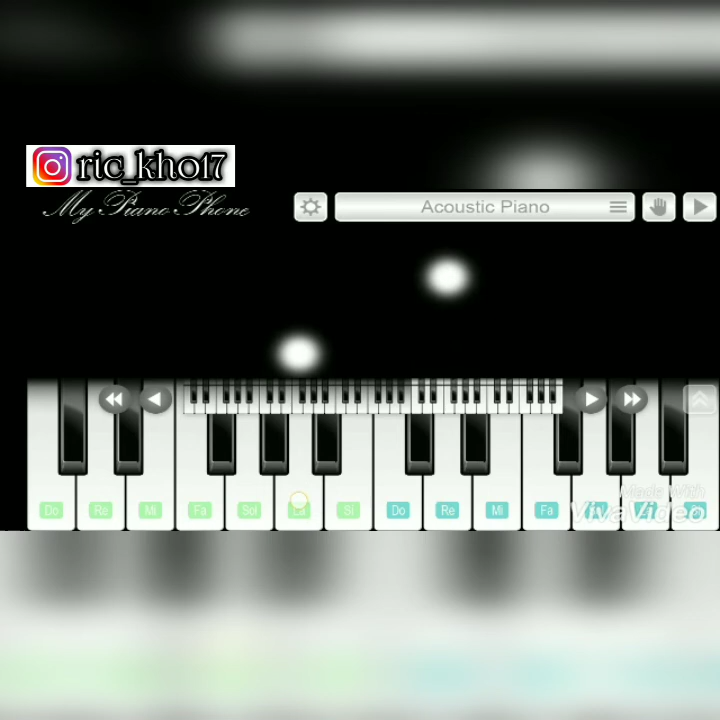 ric_kho17
My Piano Phone
Acoustic Piano
Do Re Mi Fa Sol La Si Do Re Mi Fa
Made With
VivaVideo